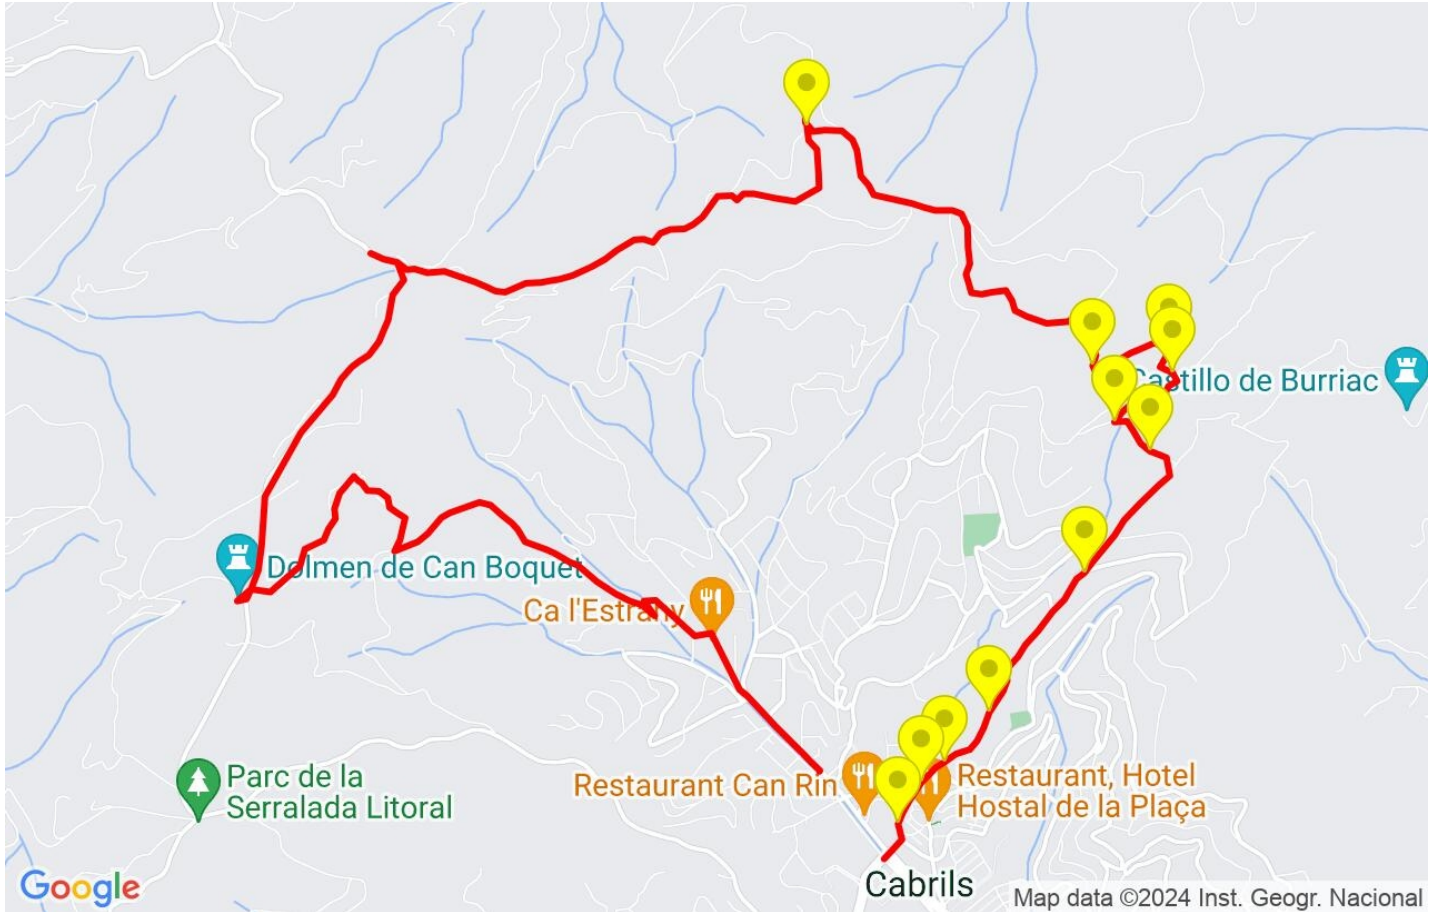 Castillo de Burriac
Dolmen de Can Boquet
Ca l'Estrany
Parc de la
Serralada Litoral
Restaurant Can Rin
Restaurant, Hotel
Hostal de la Plaça
Cabrils
Google
Map data ©2024 Inst. Geogr. Nacional